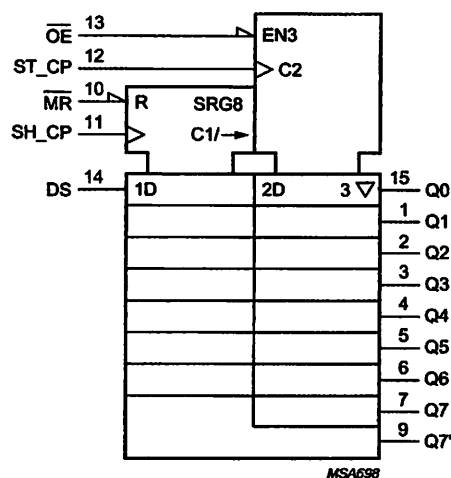 OE 13 EN3
ST_CP 12 C2
MR 10 R SRG8
SH_CP 11 C1/→
DS 14 1D 2D 3 ▽ 15 Q0
1 Q1
2 Q2
3 Q3
4 Q4
5 Q5
6 Q6
7 Q7
9 Q7'
MSA698